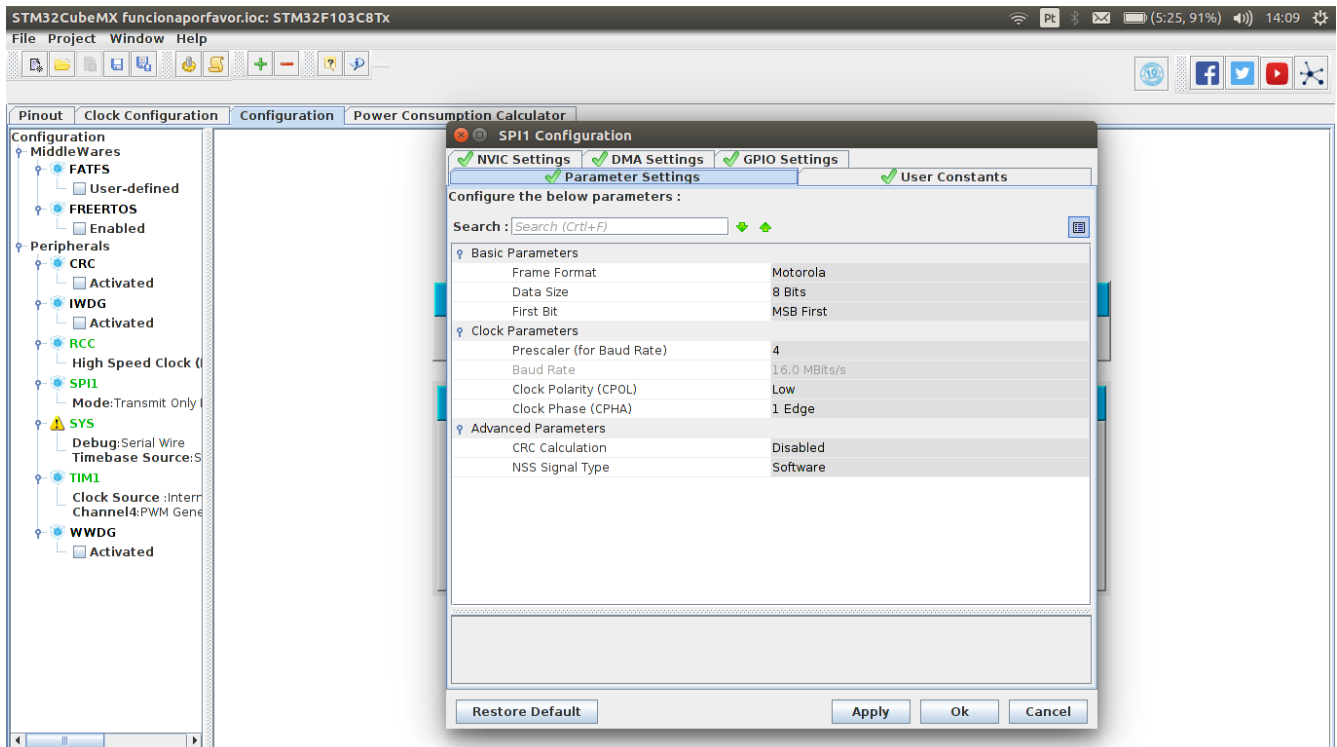 STM32CubeMX funcionaporfavor.ioc: STM32F103C8Tx
Pt (5:25, 91%) 14:09
File Project Window Help
10
Pinout Clock Configuration Configuration Power Consumption Calculator
Configuration
MiddleWares
FATFS
User-defined
FREERTOS
Enabled
Peripherals
CRC
Activated
IWDG
Activated
RCC
High Speed Clock (
SPI1
Mode:Transmit Only
SYS
Debug:Serial Wire
Timebase Source:S
TIM1
Clock Source :Intern
Channel4:PWM Gene
WWDG
Activated
SPI1 Configuration
NVIC Settings DMA Settings GPIO Settings
Parameter Settings User Constants
Configure the below parameters :
Search : Search (Crtl+F)
Basic Parameters
Frame Format Motorola
Data Size 8 Bits
First Bit MSB First
Clock Parameters
Prescaler (for Baud Rate) 4
Baud Rate 16.0 MBits/s
Clock Polarity (CPOL) Low
Clock Phase (CPHA) 1 Edge
Advanced Parameters
CRC Calculation Disabled
NSS Signal Type Software
Restore Default Apply Ok Cancel